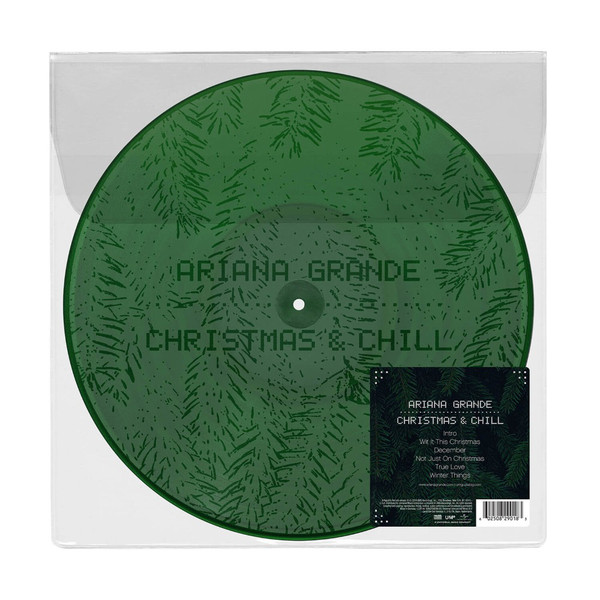 ARIANA GRANDE
CHRISTMAS & CHILL
ARIANA GRANDE
CHRISTMAS & CHILL
Intro
Wit It This Christmas
December
Not Just On Christmas
True Love
Winter Things